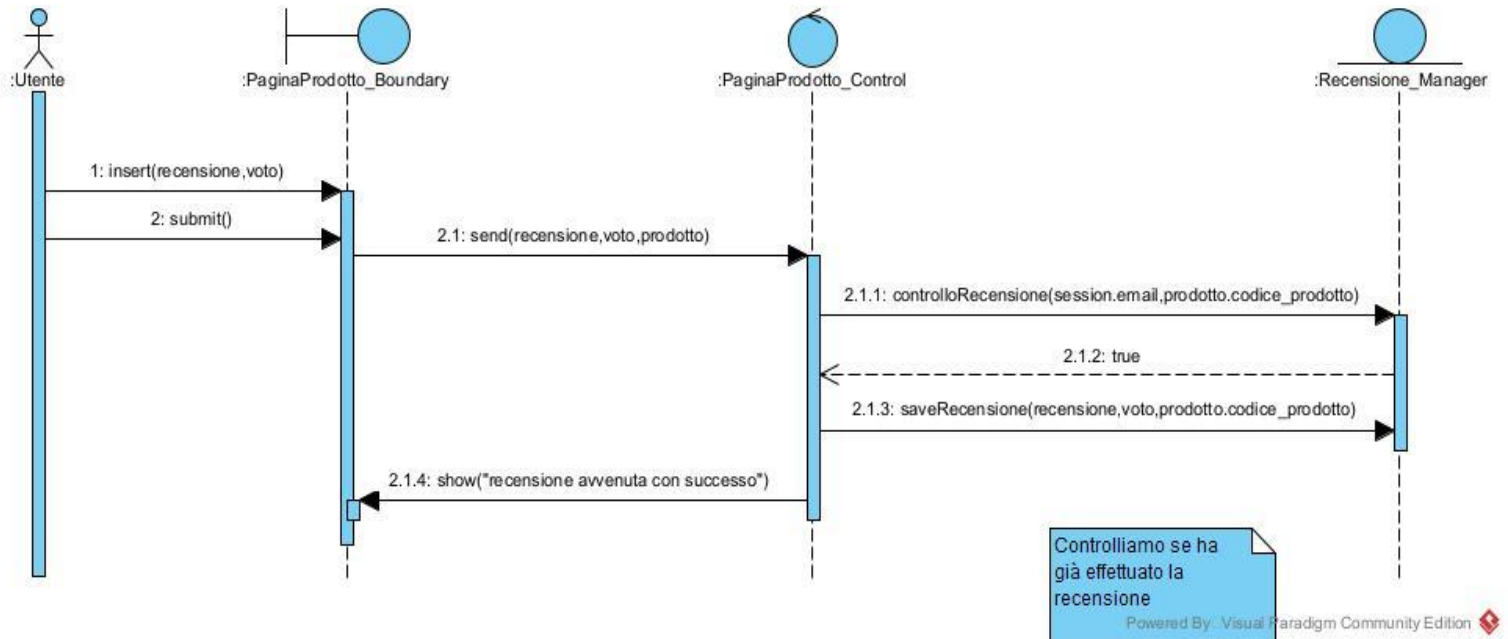 :Utente
:PaginaProdotto_Boundary
:PaginaProdotto_Control
:Recensione_Manager
1: insert(recensione,voto)
2: submit()
2.1: send(recensione,voto,prodotto)
2.1.1: controlloRecensione(session.email,prodotto.codice_prodotto)
2.1.2: true
2.1.3: saveRecensione(recensione,voto,prodotto.codice_prodotto)
2.1.4: show("recensione avvenuta con successo")
Controlliamo se ha
già effettuato la
recensione
Powered By Visual Paradigm Community Edition